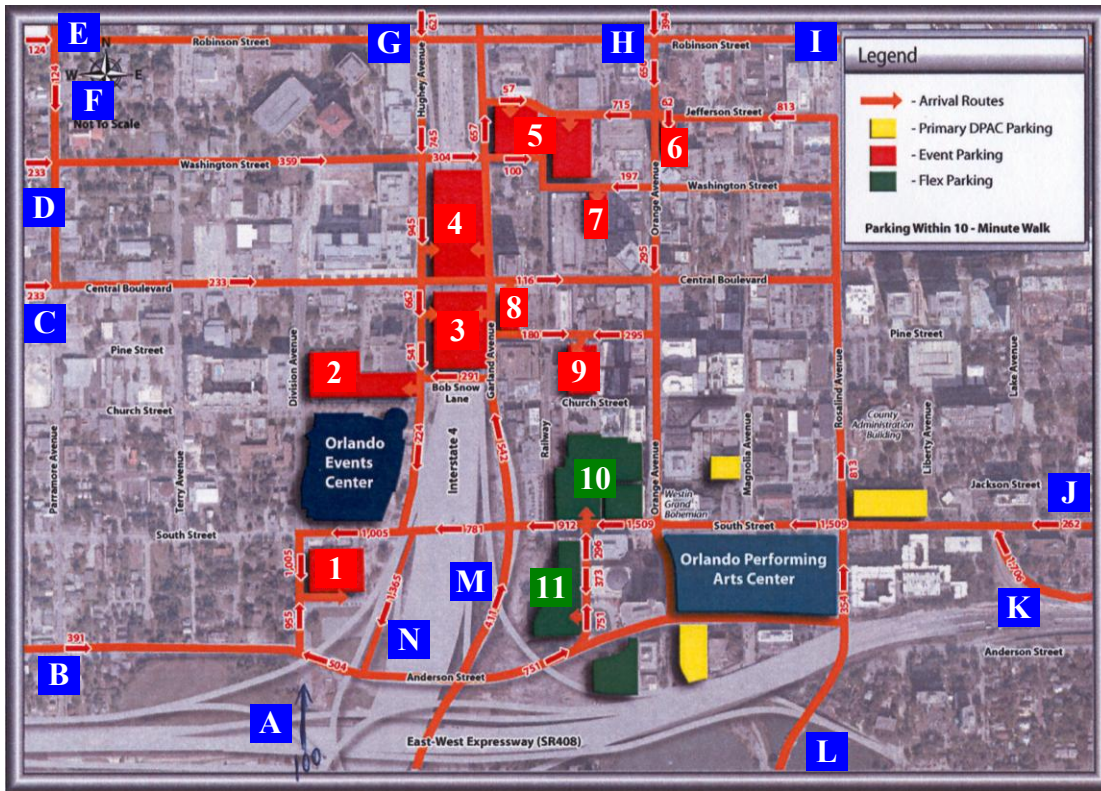 E
124
N
W
E
F
124
Not To Scale
Robinson Street
G
621
Hughey Avenue
H
394
Robinson Street
I
656
Legend
- Arrival Routes
- Primary DPAC Parking
- Event Parking
- Flex Parking
Parking Within 10 - Minute Walk
57
715
62
Jefferson Street
813
5
6
745
657
Washington Street
359
304
100
197
Washington Street
233
D
945
4
7
Orange Avenue
295
233
Central Boulevard
233
116
Central Boulevard
C
662
3
8
Garland Avenue
180
295
Pine Street
Pine Street
541
Division Avenue
2
291
Bob Snow
Lane
9
Church Street
Church Street
Lake Avenue
Rosalind Avenue
County
Administration
Building
Liberty Avenue
Parramore Avenue
Terry Avenue
Orlando
Events
Center
224
Interstate 4
543
Railway
10
Orange Avenue
Westin
Grand
Bohemian
Magnolia Avenue
813
Jackson Street
J
South Street
1,005
781
912
1,509
South Street
1,509
262
1,005
1
1,365
M
411
11
296
373
751
Orlando Performing
Arts Center
354
1,206
K
955
391
B
504
N
Anderson Street
751
Anderson Street
A
100
East-West Expressway (SR408)
L